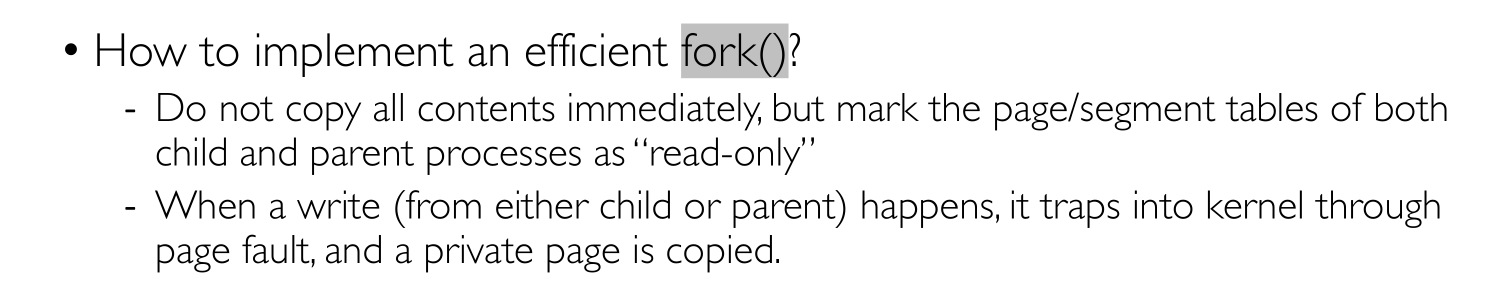 • How to implement an efficient fork()?
- Do not copy all contents immediately, but mark the page/segment tables of both
child and parent processes as “read-only”
- When a write (from either child or parent) happens, it traps into kernel through
page fault, and a private page is copied.